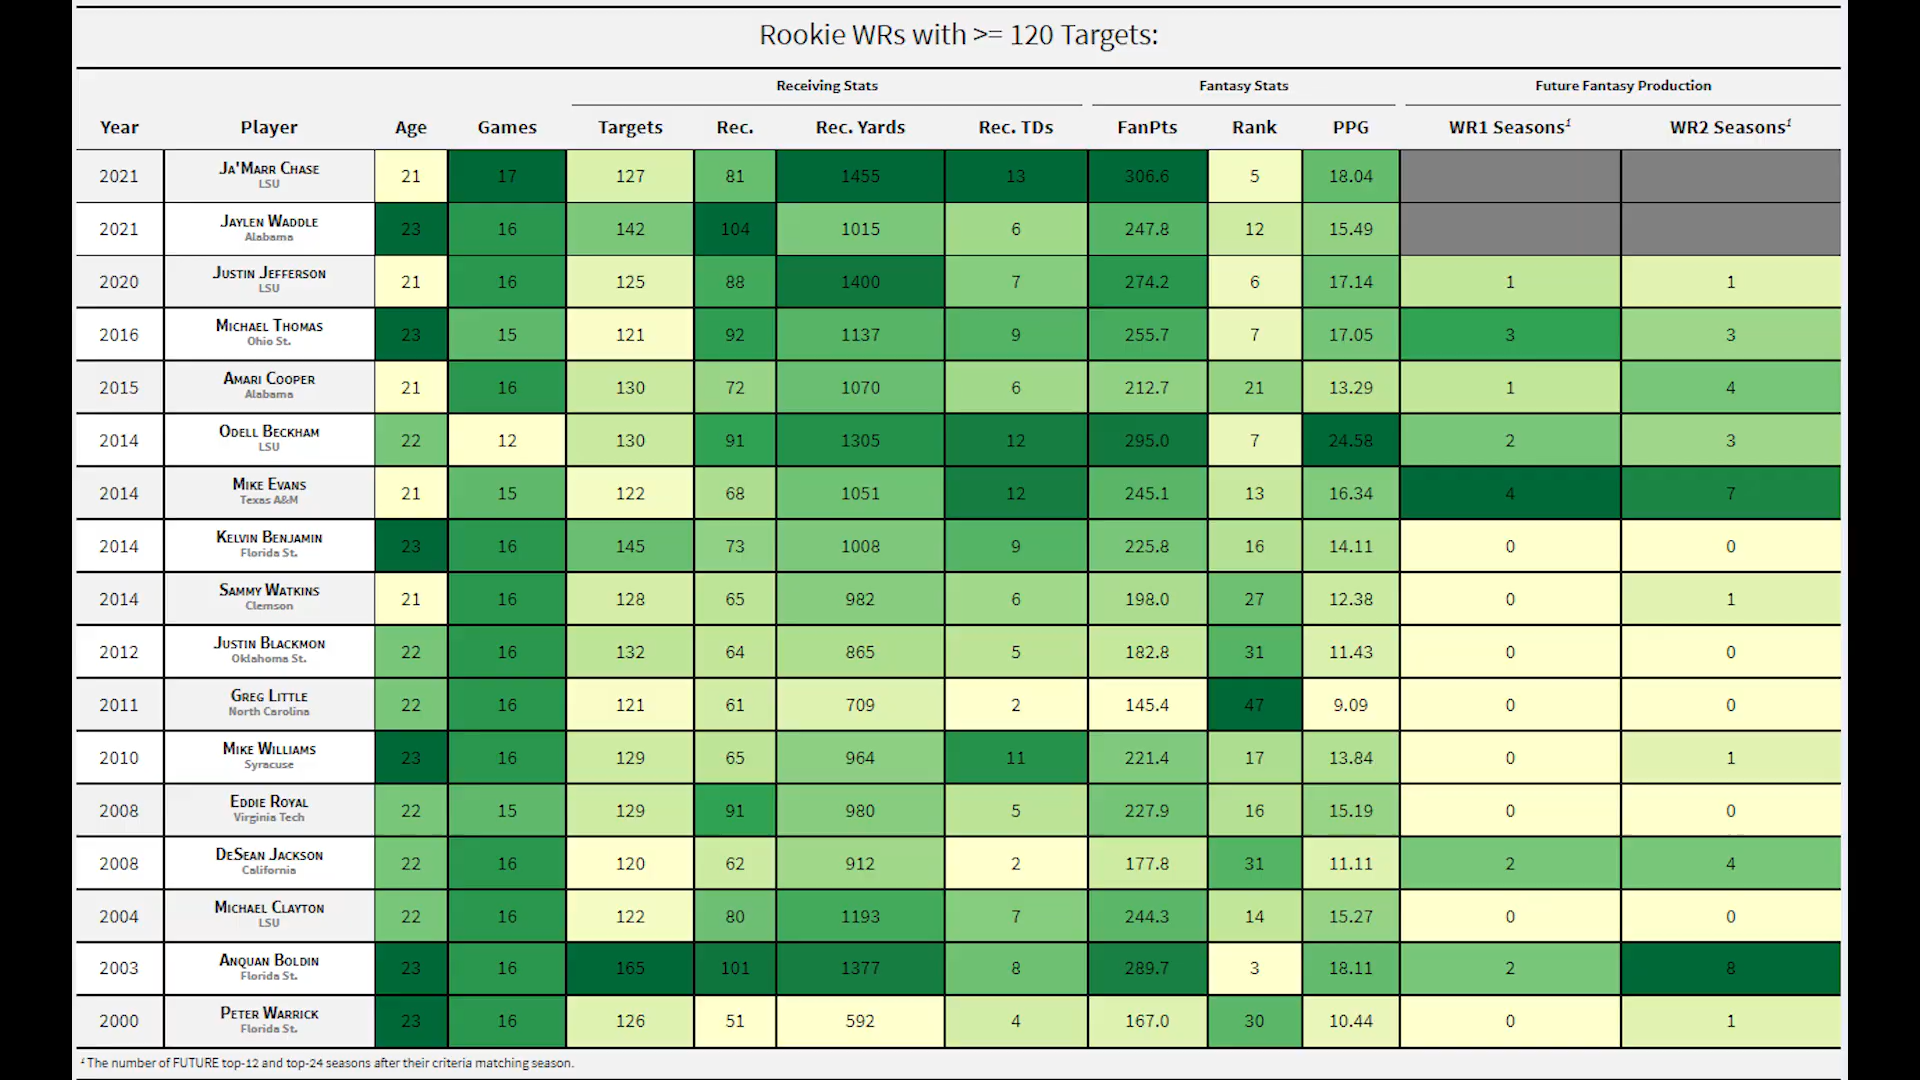 Rookie WRs with >= 120 Targets:
Receiving Stats Fantasy Stats Future Fantasy Production
Year Player Age Games Targets Rec. Rec. Yards Rec. TDs FanPts Rank PPG WR1 Seasons¹ WR2 Seasons¹
2021 Ja'Marr Chase 21 17 127 81 1455 13 306.6 5 18.04
LSU
2021 Jaylen Waddle 23 16 142 104 1015 6 247.8 12 15.49
Alabama
2020 Justin Jefferson 21 16 125 88 1400 7 274.2 6 17.14 1 1
LSU
2016 Michael Thomas 23 15 121 92 1137 9 255.7 7 17.05 3 3
Ohio St.
2015 Amari Cooper 21 16 130 72 1070 6 212.7 21 13.29 1 4
Alabama
2014 Odell Beckham 22 12 130 91 1305 12 295.0 7 24.58 2 3
LSU
2014 Mike Evans 21 15 122 68 1051 12 245.1 13 16.34 4 7
Texas A&M
2014 Kelvin Benjamin 23 16 145 73 1008 9 225.8 16 14.11 0 0
Florida St.
2014 Sammy Watkins 21 16 128 65 982 6 198.0 27 12.38 0 1
Clemson
2012 Justin Blackmon 22 16 132 64 865 5 182.8 31 11.43 0 0
Oklahoma St.
2011 Greg Little 22 16 121 61 709 2 145.4 47 9.09 0 0
North Carolina
2010 Mike Williams 23 16 129 65 964 11 221.4 17 13.84 0 1
Syracuse
2008 Eddie Royal 22 15 129 91 980 5 227.9 16 15.19 0 0
Virginia Tech
2008 DeSean Jackson 22 16 120 62 912 2 177.8 31 11.11 2 4
California
2004 Michael Clayton 22 16 122 80 1193 7 244.3 14 15.27 0 0
LSU
2003 Anquan Boldin 23 16 165 101 1377 8 289.7 3 18.11 2 8
Florida St.
2000 Peter Warrick 23 16 126 51 592 4 167.0 30 10.44 0 1
Florida St.
¹ The number of FUTURE top-12 and top-24 seasons after their criteria matching season.